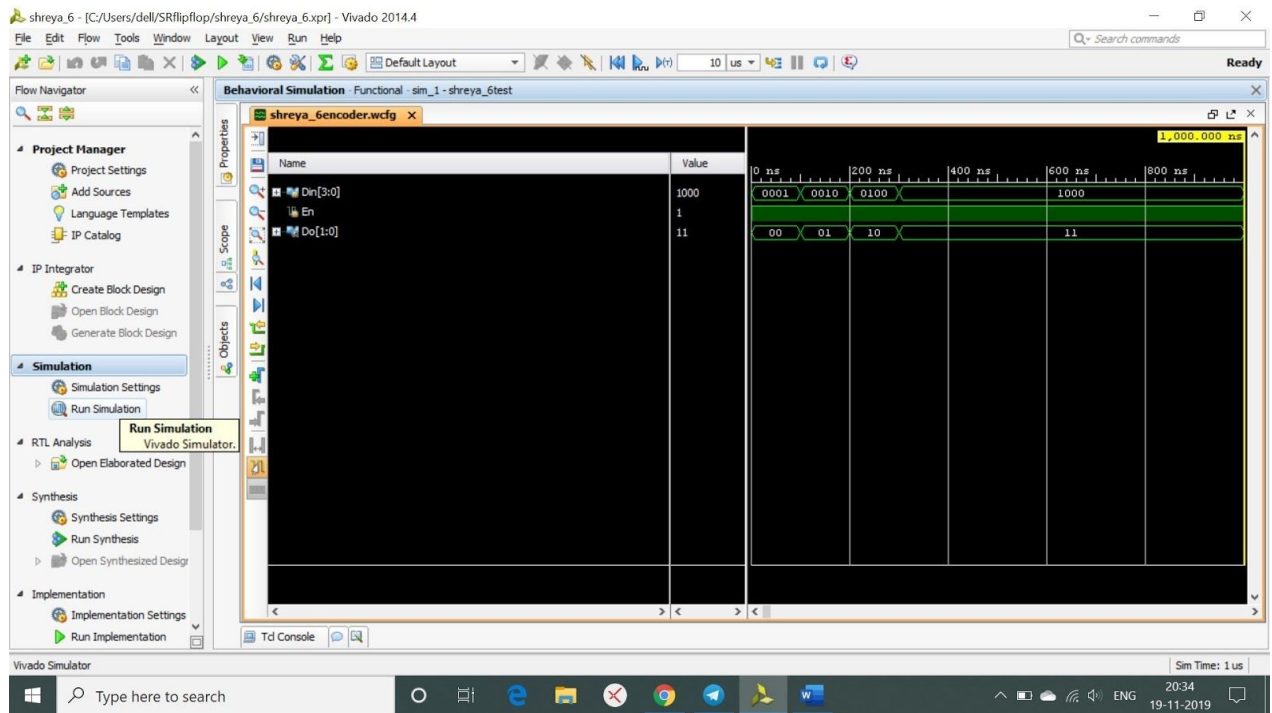 shreya_6 - [C:/Users/dell/SRflipflop/shreya_6/shreya_6.xpr] - Vivado 2014.4
File Edit Flow Tools Window Layout View Run Help
Search commands
Default Layout
10 us
Ready
Flow Navigator
Behavioral Simulation - Functional - sim_1 - shreya_6test
shreya_6encoder.wcfg
Properties
Scope
Objects
Project Manager
Project Settings
Add Sources
Language Templates
IP Catalog
IP Integrator
Create Block Design
Open Block Design
Generate Block Design
Simulation
Simulation Settings
Run Simulation
Run Simulation
Vivado Simulator.
RTL Analysis
Open Elaborated Design
Synthesis
Synthesis Settings
Run Synthesis
Open Synthesized Desigr
Implementation
Implementation Settings
Run Implementation
1,000.000 ns
Name Value
0 ns 200 ns 400 ns 600 ns 800 ns
Din[3:0] 1000 0001 0010 0100 1000
En 1
Do[1:0] 11 00 01 10 11
Tcl Console
Vivado Simulator
Sim Time: 1 us
Type here to search
ENG
20:34
19-11-2019